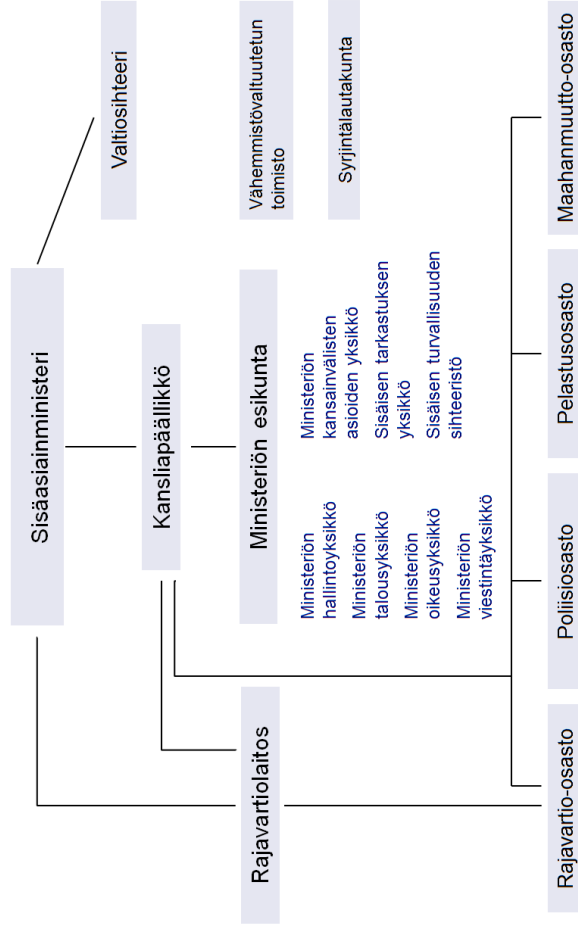 Sisäasiainministeri
Valtiosihteeri
Kansliapäällikkö
Rajavartiolaitos
Ministeriön esikunta
Vähemmistövaltuutetun
toimisto
Syrjintälautakunta
Ministeriön
hallintoyksikkö
Ministeriön
talousyksikkö
Ministeriön
oikeusyksikkö
Ministeriön
viestintäyksikkö
Ministeriön
kansainvälisten
asioiden yksikkö
Sisäisen tarkastuksen
yksikkö
Sisäisen turvallisuuden
sihteeristö
Rajavartio-osasto
Poliisiosasto
Pelastusosasto
Maahanmuutto-osasto